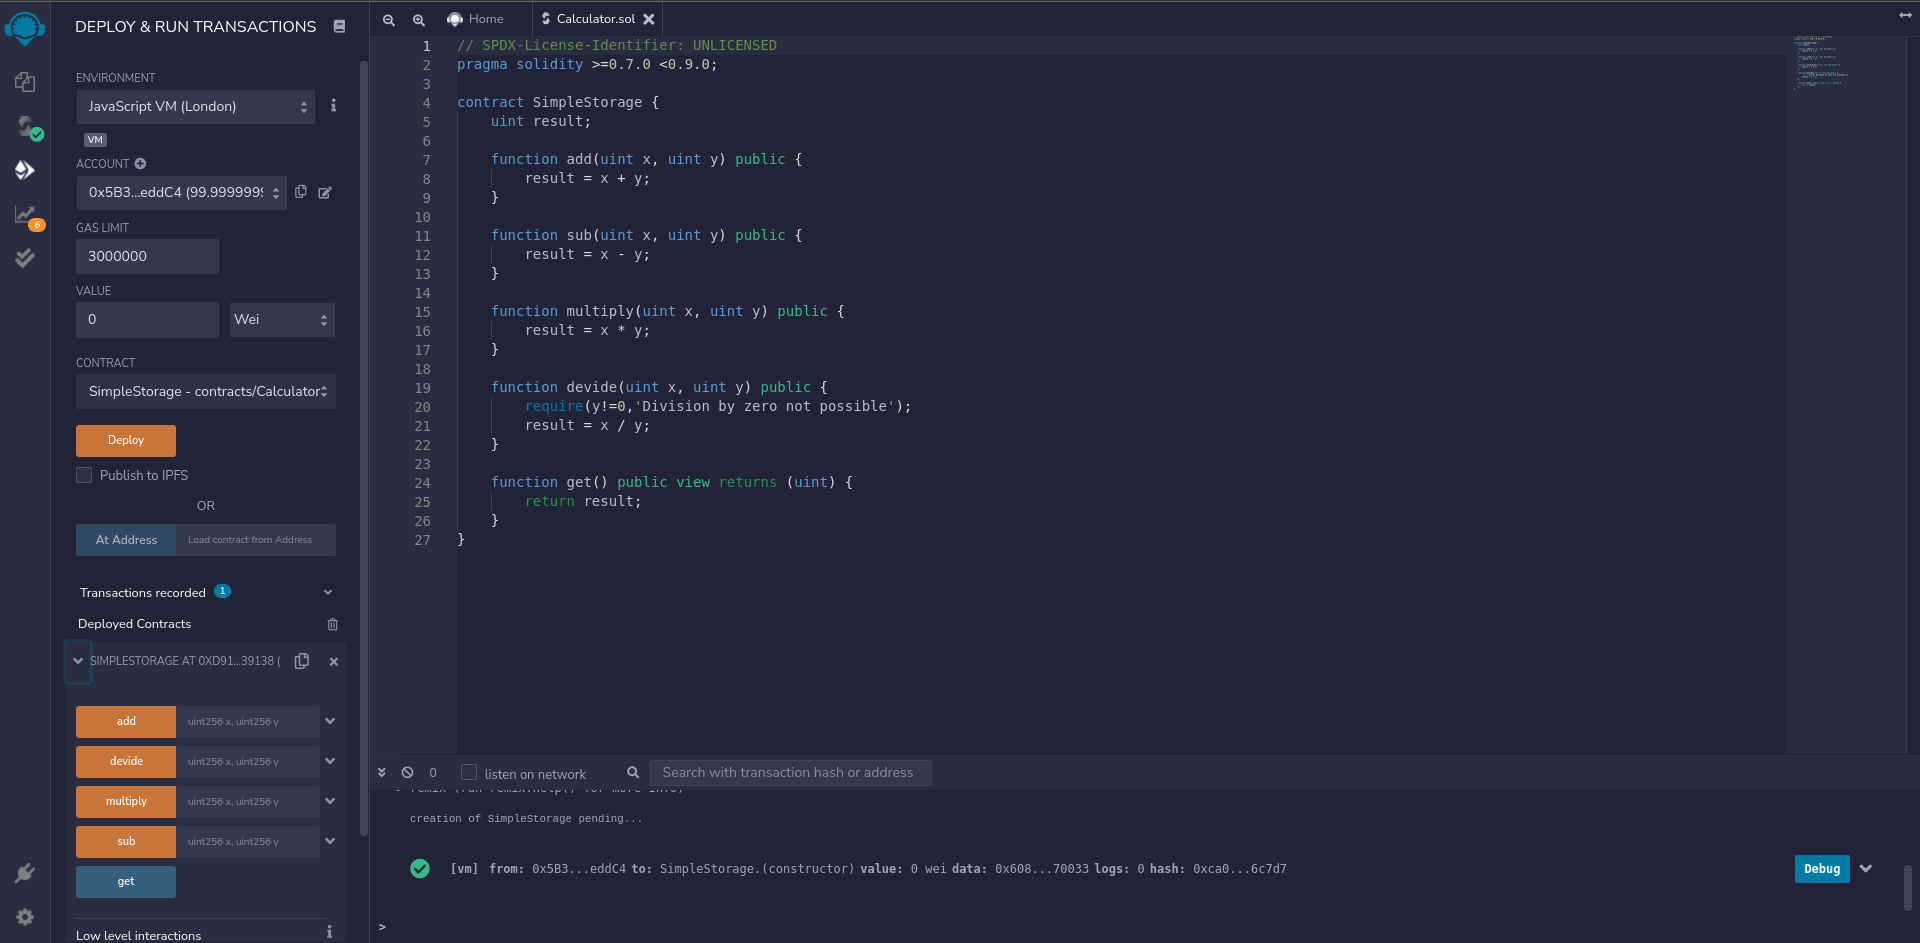 DEPLOY & RUN TRANSACTIONS
ENVIRONMENT
JavaScript VM (London)
VM
ACCOUNT
0x5B3...eddC4 (99.9999999
6
GAS LIMIT
3000000
VALUE
0 Wei
CONTRACT
SimpleStorage - contracts/Calculator
Deploy
Publish to IPFS
OR
At Address Load contract from Address
Transactions recorded 1
Deployed Contracts
SIMPLESTORAGE AT 0XD91...39138 (
add uint256 x, uint256 y
devide uint256 x, uint256 y
multiply uint256 x, uint256 y
sub uint256 x, uint256 y
get
Low level interactions
Home Calculator.sol
1 // SPDX-License-Identifier: UNLICENSED
2 pragma solidity >=0.7.0 <0.9.0;
3
4 contract SimpleStorage {
5 uint result;
6
7 function add(uint x, uint y) public {
8 result = x + y;
9 }
10
11 function sub(uint x, uint y) public {
12 result = x - y;
13 }
14
15 function multiply(uint x, uint y) public {
16 result = x * y;
17 }
18
19 function devide(uint x, uint y) public {
20 require(y!=0,'Division by zero not possible');
21 result = x / y;
22 }
23
24 function get() public view returns (uint) {
25 return result;
26 }
27 }
0 listen on network Search with transaction hash or address
creation of SimpleStorage pending...
[vm] from: 0x5B3...eddC4 to: SimpleStorage.(constructor) value: 0 wei data: 0x608...70033 logs: 0 hash: 0xca0...6c7d7 Debug
>